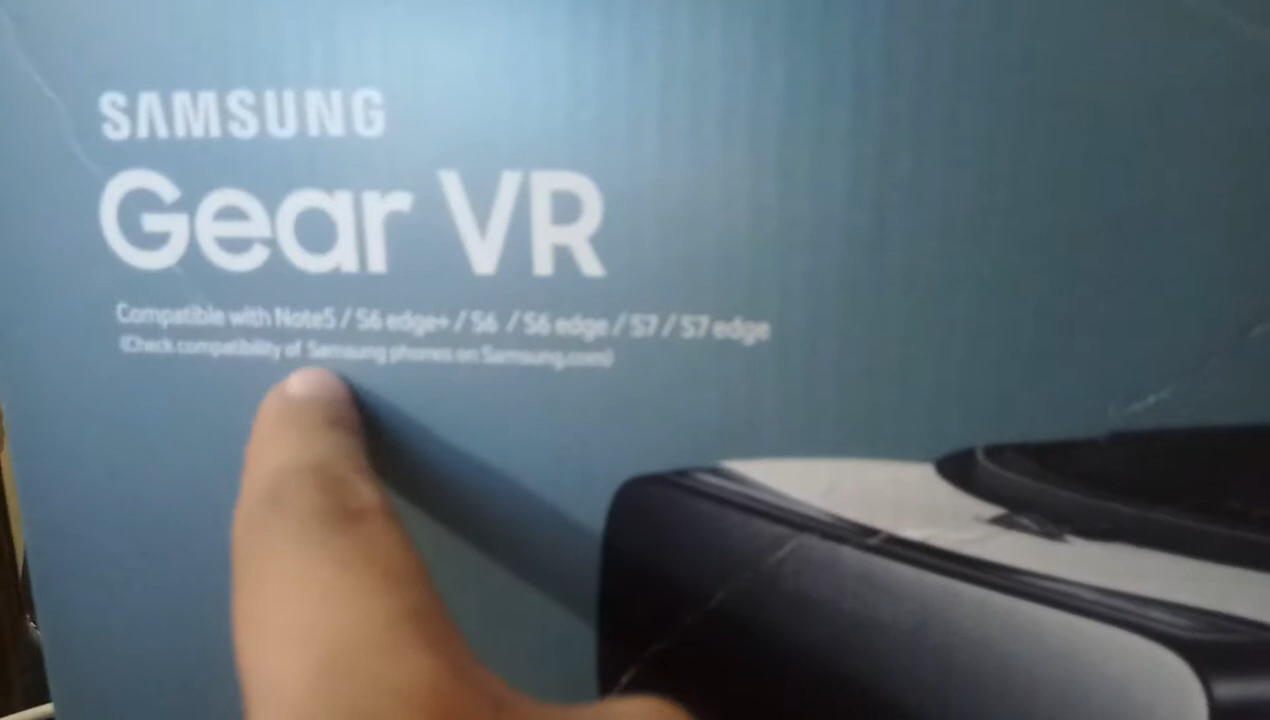 SAMSUNG
Gear VR
Compatible with Note5 / S6 edge+ / S6 / S6 edge / S7 / S7 edge
(Check compatibility of Samsung phones on Samsung.com)